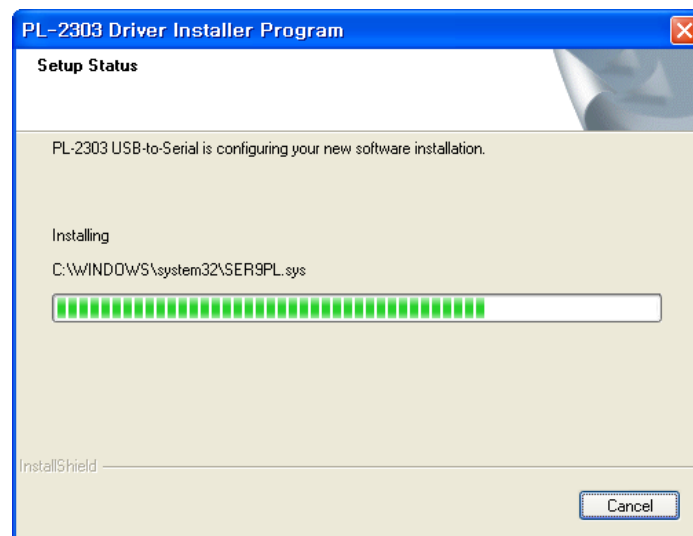 PL-2303 Driver Installer Program
Setup Status
PL-2303 USB-to-Serial is configuring your new software installation.
Installing
C:\WINDOWS\system32\SER9PL.sys
InstallShield
Cancel